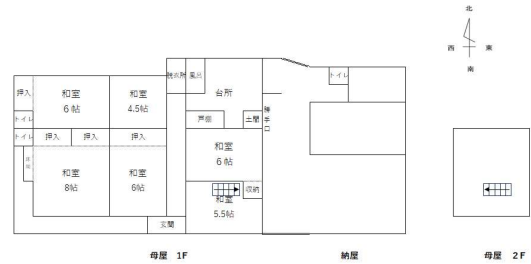 北
西 東
南
脱衣所 風呂
台所
トイレ
押入
和室
6帖
和室
4.5帖
トイレ
戸棚
土間
勝手口
トイレ
押入
押入
押入
和室
6帖
和室
8帖
和室
6帖
収納
和室
5.5帖
玄関
母屋 1F
納屋
母屋 2F